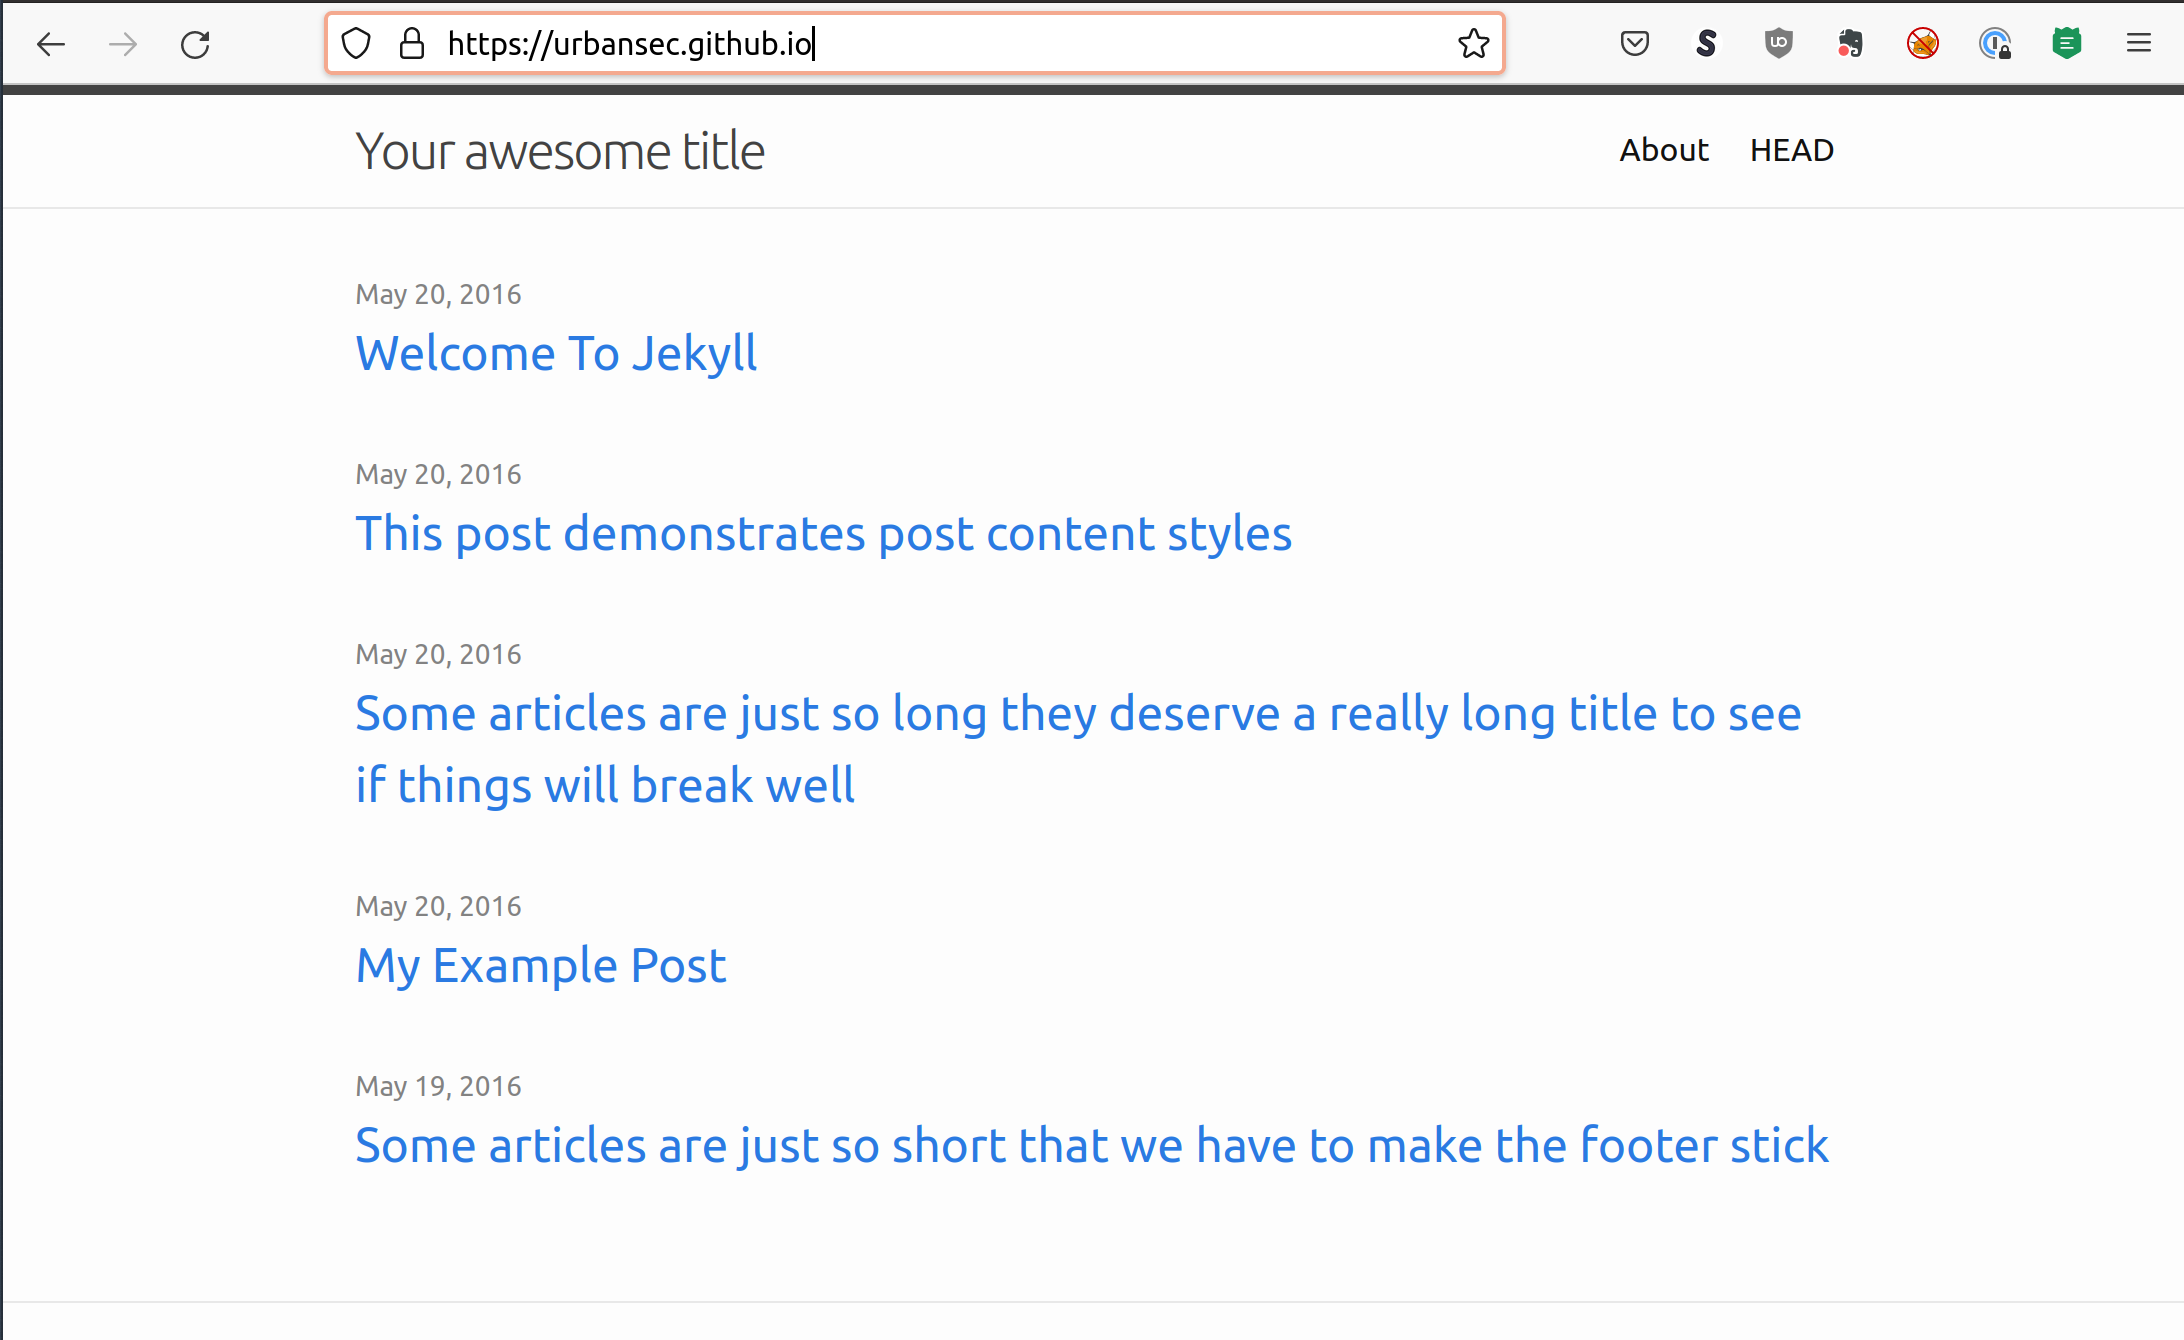 https://urbansec.github.io
Your awesome title
About HEAD
May 20, 2016
Welcome To Jekyll
May 20, 2016
This post demonstrates post content styles
May 20, 2016
Some articles are just so long they deserve a really long title to see
if things will break well
May 20, 2016
My Example Post
May 19, 2016
Some articles are just so short that we have to make the footer stick